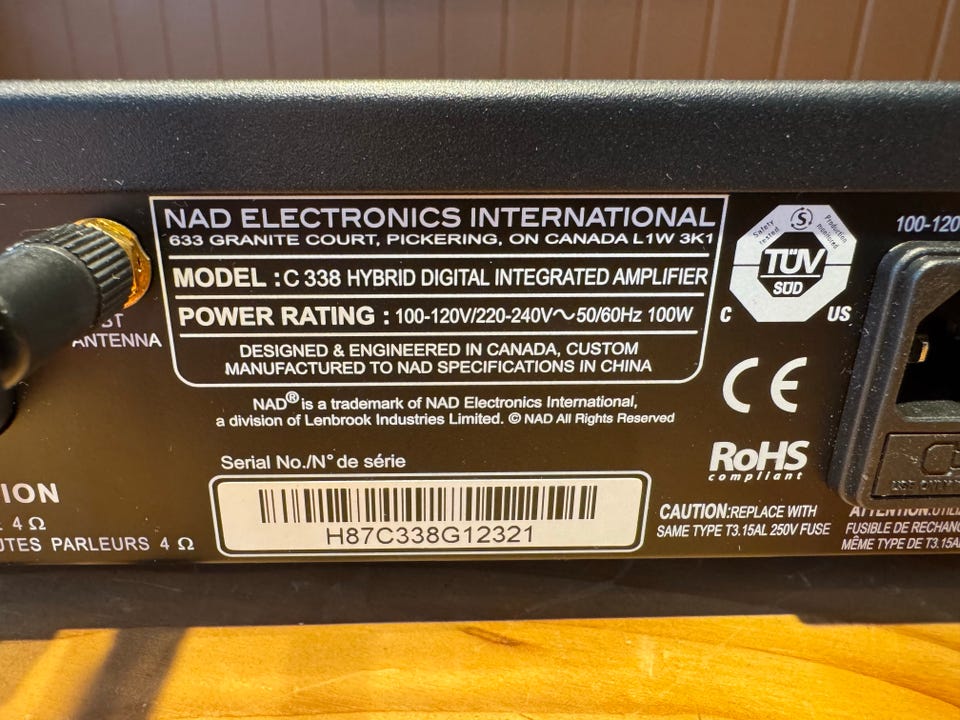 NAD ELECTRONICS INTERNATIONAL
633 GRANITE COURT, PICKERING, ON CANADA L1W 3K1
MODEL : C 338 HYBRID DIGITAL INTEGRATED AMPLIFIER
POWER RATING : 100-120V/220-240V～50/60Hz 100W
DESIGNED & ENGINEERED IN CANADA, CUSTOM
MANUFACTURED TO NAD SPECIFICATIONS IN CHINA
NAD® is a trademark of NAD Electronics International,
a division of Lenbrook Industries Limited. © NAD All Rights Reserved
Serial No./N° de série
H87C338G12321
Safety tested
S
Production monitored
TÜV
SÜD
C US
CE
RoHS
compliant
CAUTION:REPLACE WITH
SAME TYPE T3.15AL 250V FUSE
100-120
FUSIBLE DE
MÊME TYPE DE T3.15A
ANTENNA
4 Ω
PARLEURS 4 Ω